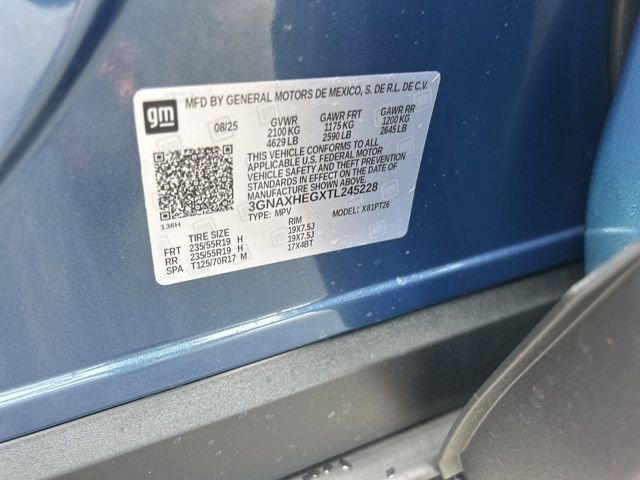 gm
MFD BY GENERAL MOTORS DE MEXICO, S. DE R.L. DE C.V.
08/25 GVWR GAWR FRT GAWR RR
2100 KG 1175 KG 1200 KG
4629 LB 2590 LB 2645 LB
THIS VEHICLE CONFORMS TO ALL
APPLICABLE U.S. FEDERAL MOTOR
VEHICLE SAFETY AND THEFT PREVENTION
STANDARDS IN EFFECT ON THE DATE OF
MANUFACTURE SHOWN ABOVE.
3GNAXHEGXTL245228
136H TYPE: MPV MODEL: X81PT26
TIRE SIZE RIM
FRT 235/55R19 H 19X7.5J
RR 235/55R19 H 19X7.5J
SPA T125/70R17 M 17X4BT